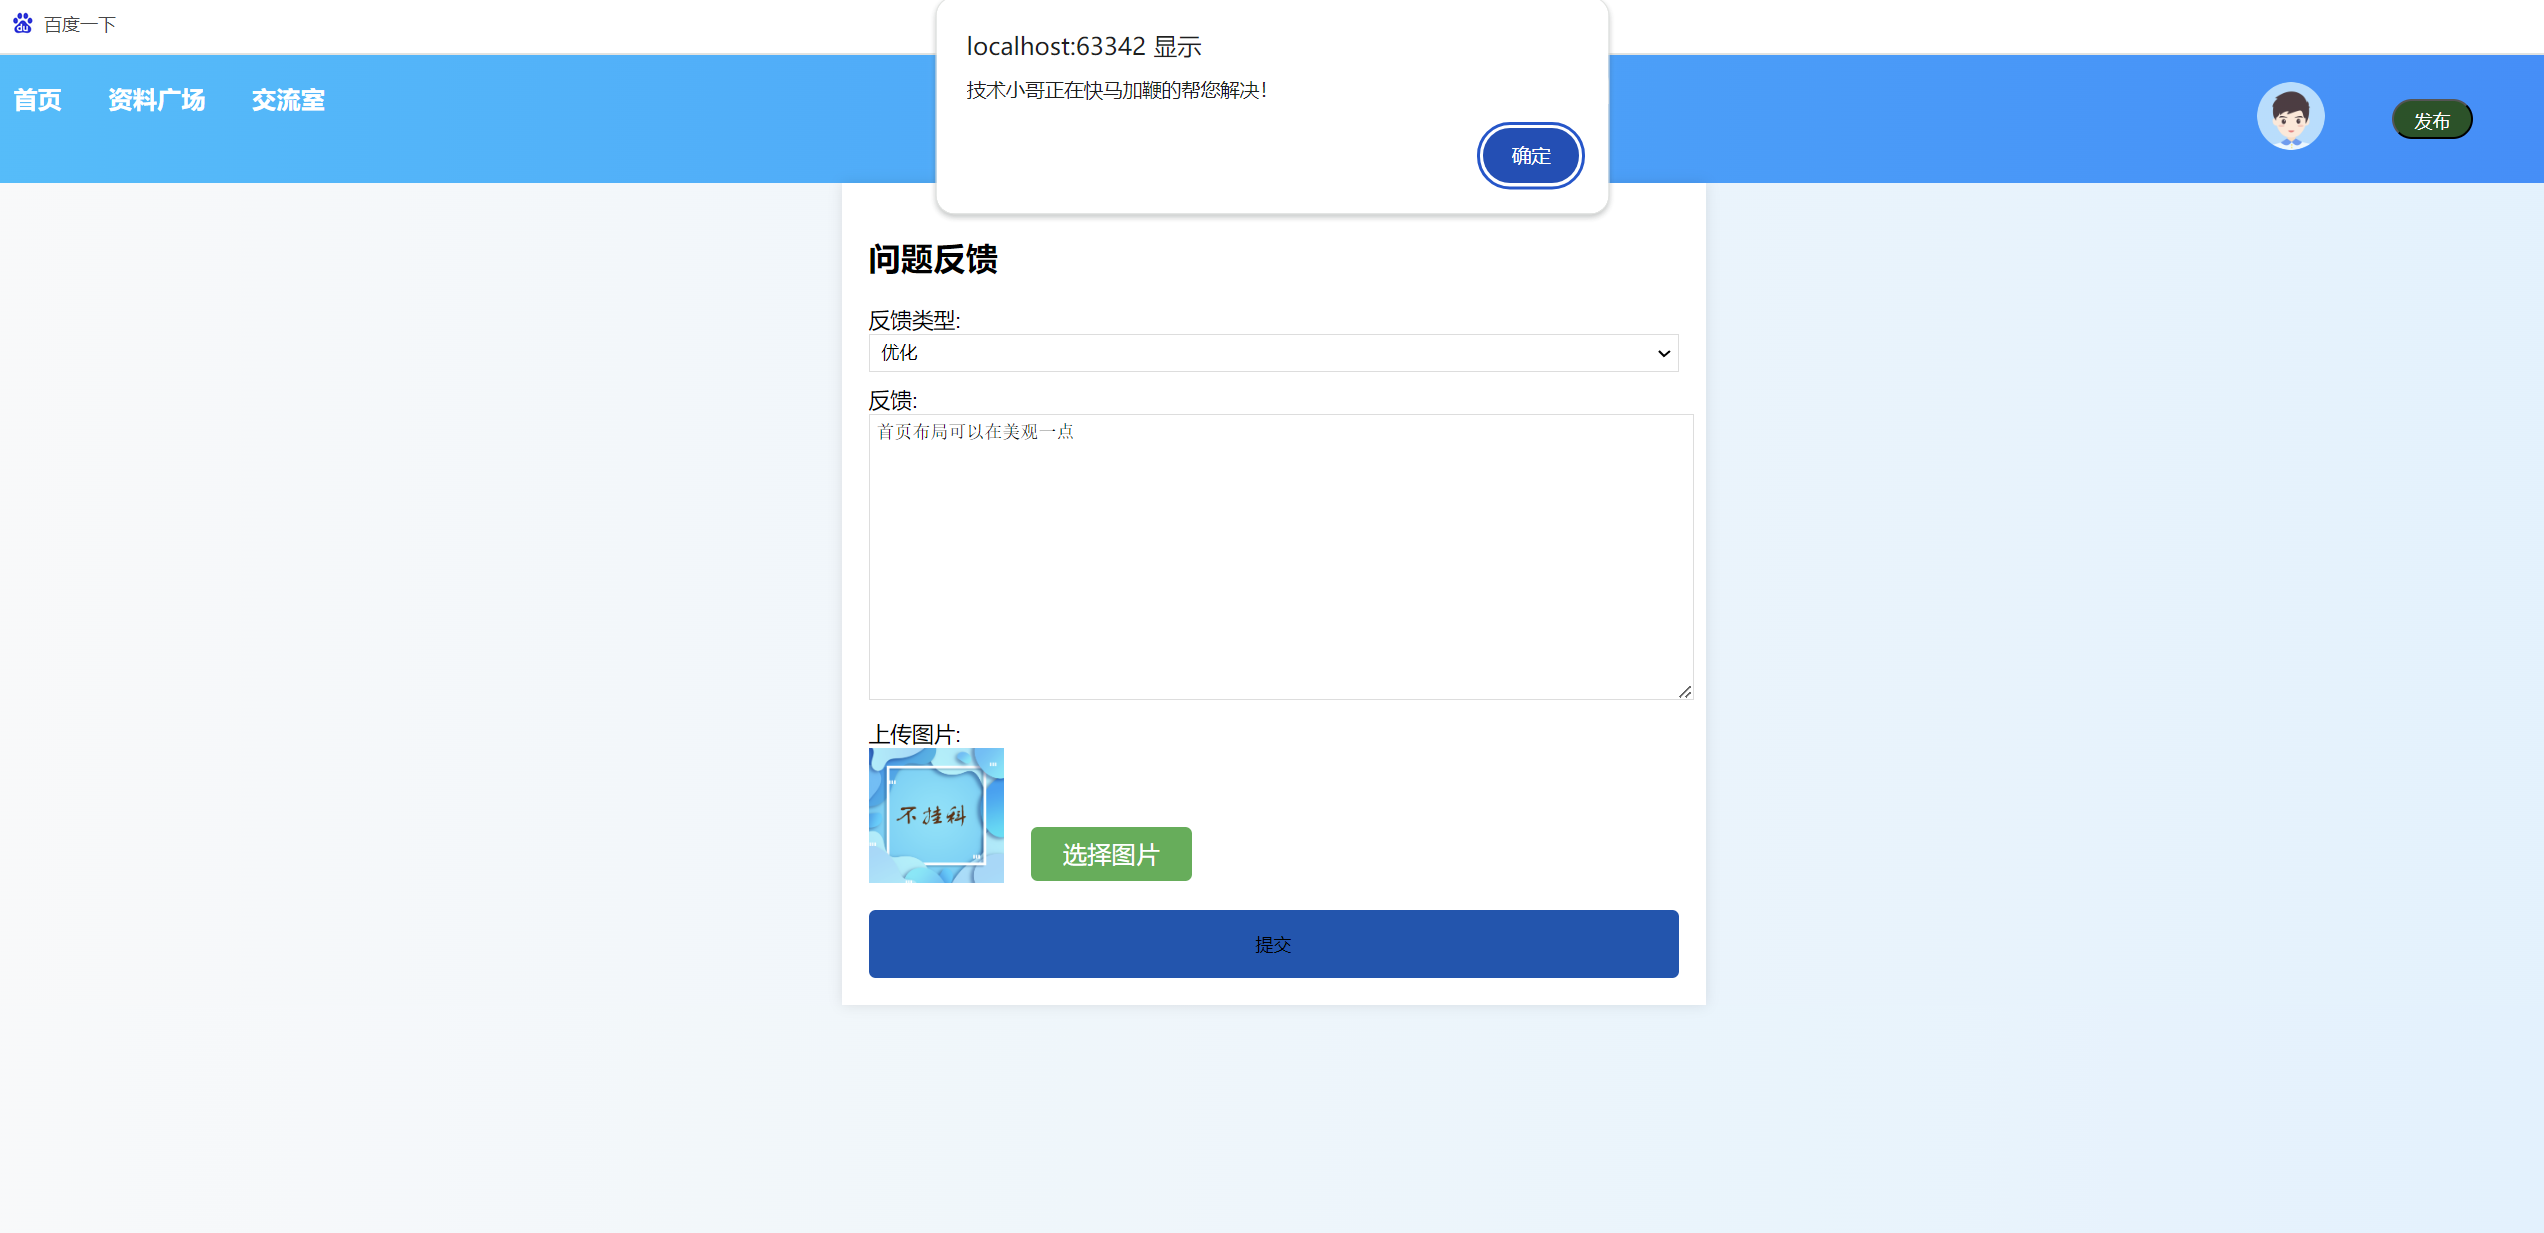 百度一下
localhost:63342 显示
技术小哥正在快马加鞭的帮您解决！
确定
首页 资料广场 交流室
发布
问题反馈
反馈类型:
优化
反馈:
首页布局可以在美观一点
上传图片:
不挂科
选择图片
提交